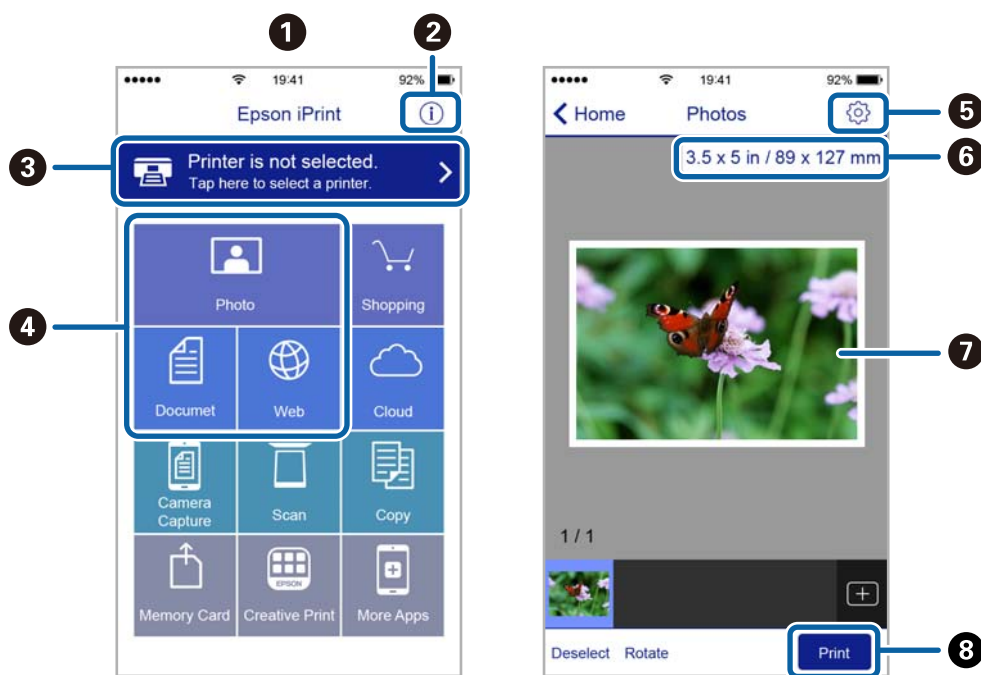 1
2
19:41
92%
Epson iPrint
3
Printer is not selected.
Tap here to select a printer.
4
Photo
Shopping
Documet
Web
Cloud
Camera
Capture
Scan
Copy
EPSON
Memory Card
Creative Print
More Apps
19:41
92%
Home
Photos
5
3.5 x 5 in / 89 x 127 mm
6
7
1 / 1
Deselect
Rotate
Print
8